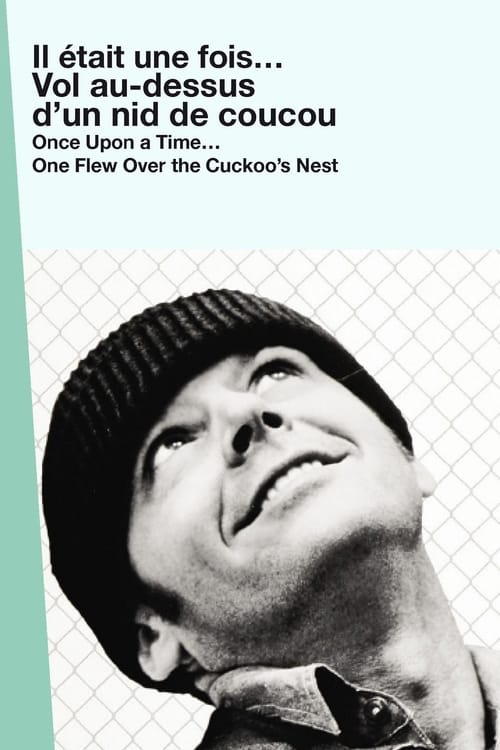 Il était une fois...
Vol au-dessus
d’un nid de coucou
Once Upon a Time...
One Flew Over the Cuckoo’s Nest